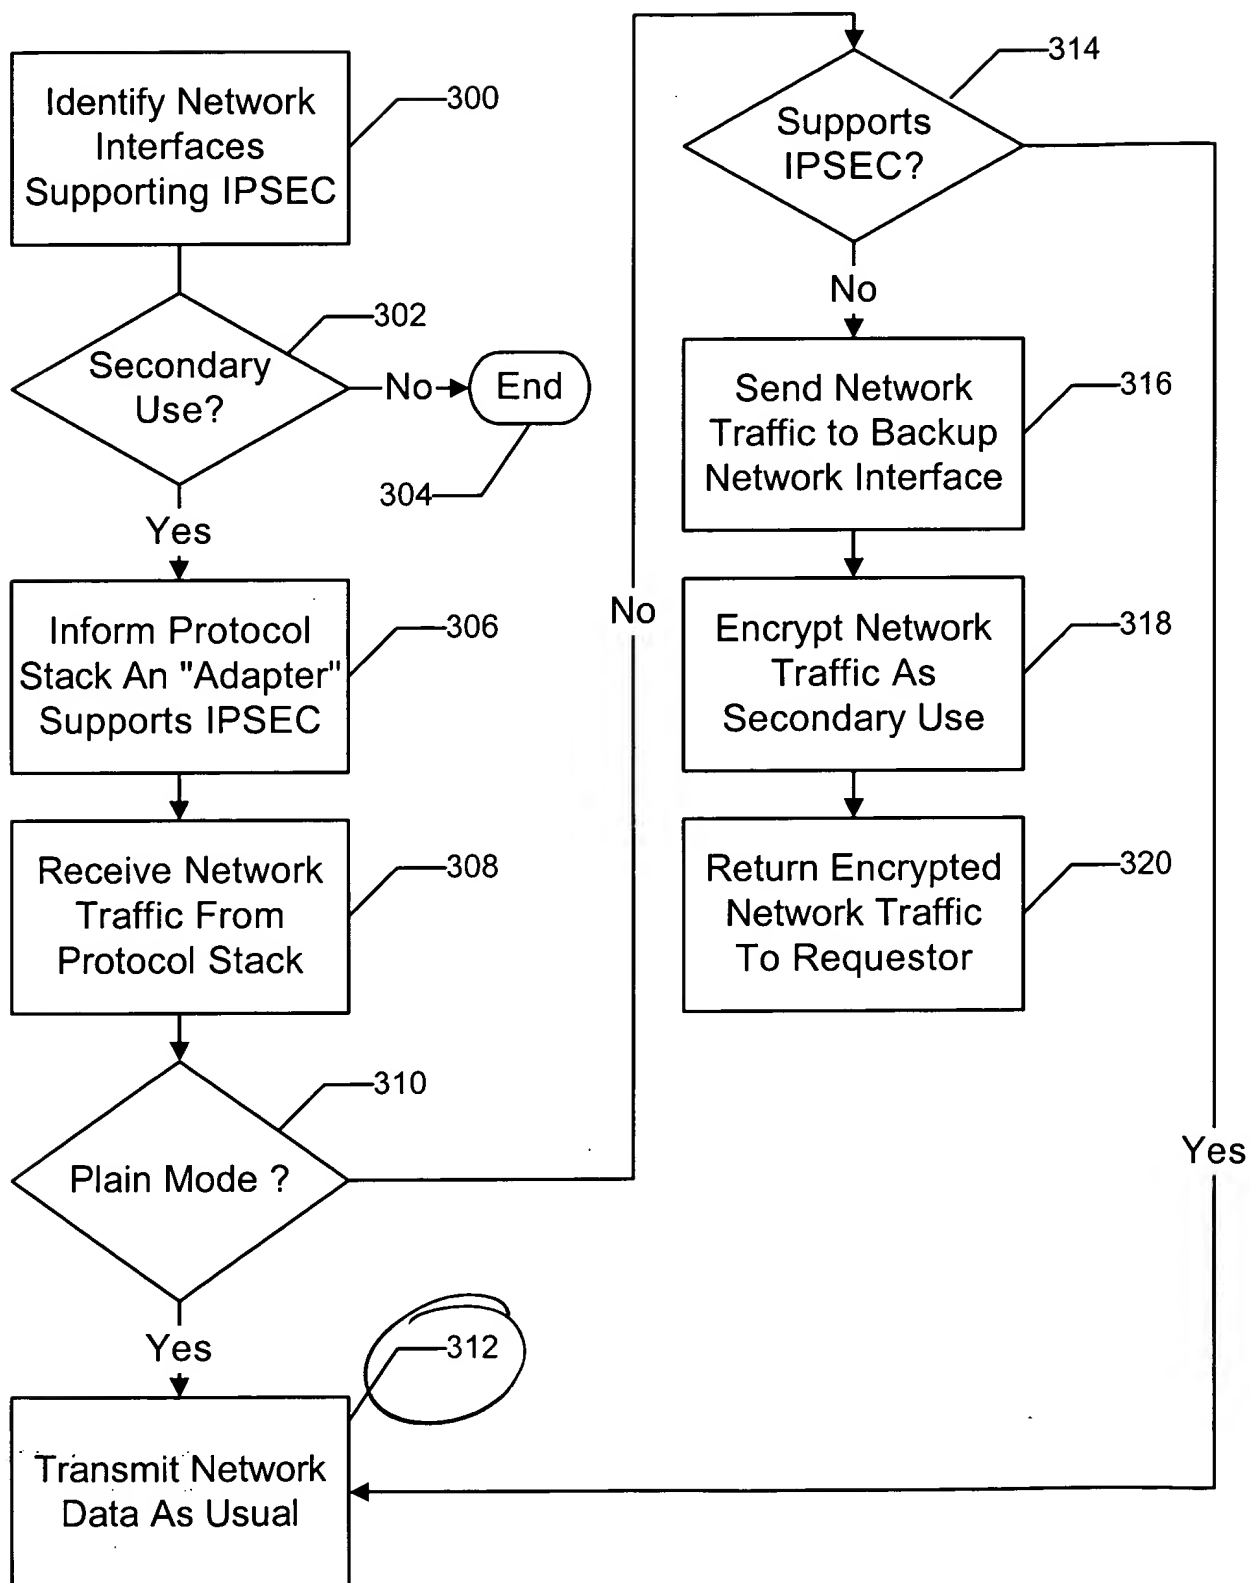 Identify Network
Interfaces
Supporting IPSEC
300
Secondary
Use?
302
No
End
304
Yes
Inform Protocol
Stack An "Adapter"
Supports IPSEC
306
Receive Network
Traffic From
Protocol Stack
308
Plain Mode ?
310
No
Yes
312
Transmit Network
Data As Usual
Supports
IPSEC?
314
No
Send Network
Traffic to Backup
Network Interface
316
Encrypt Network
Traffic As
Secondary Use
318
Return Encrypted
Network Traffic
To Requestor
320
Yes